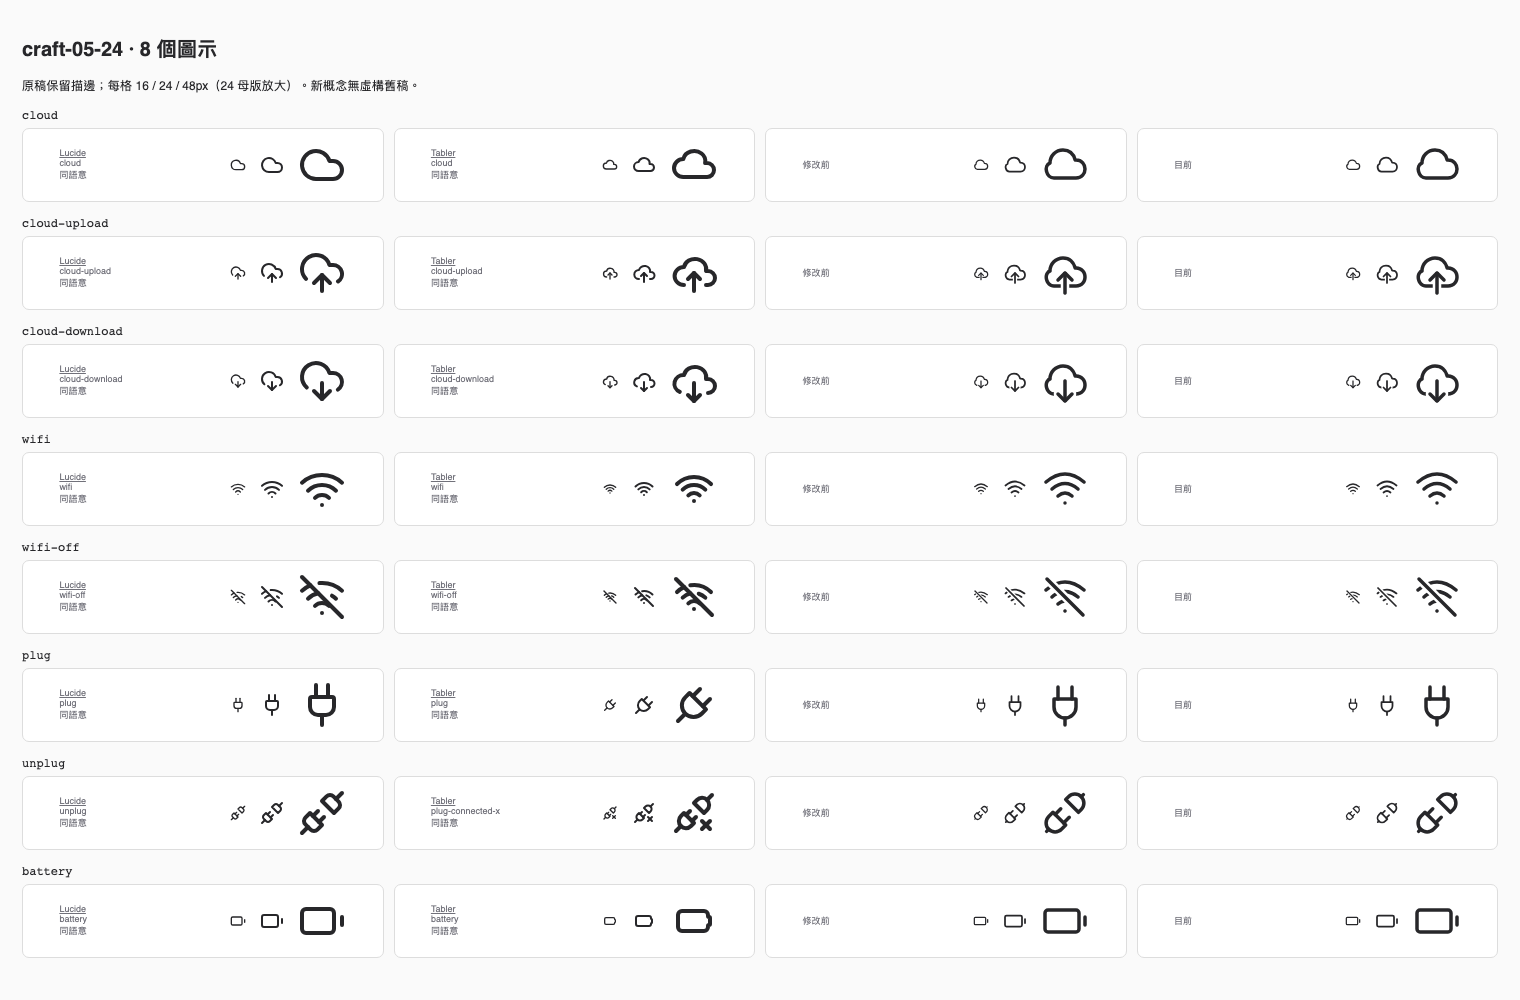 craft-05-24 · 8 個圖示
原稿保留描邊；每格 16 / 24 / 48px（24 母版放大）。新概念無虛構舊稿。
cloud
Lucide
cloud
同語意
Tabler
cloud
同語意
修改前
目前
cloud-upload
Lucide
cloud-upload
同語意
Tabler
cloud-upload
同語意
修改前
目前
cloud-download
Lucide
cloud-download
同語意
Tabler
cloud-download
同語意
修改前
目前
wifi
Lucide
wifi
同語意
Tabler
wifi
同語意
修改前
目前
wifi-off
Lucide
wifi-off
同語意
Tabler
wifi-off
同語意
修改前
目前
plug
Lucide
plug
同語意
Tabler
plug
同語意
修改前
目前
unplug
Lucide
unplug
同語意
Tabler
plug-connected-x
同語意
修改前
目前
battery
Lucide
battery
同語意
Tabler
battery
同語意
修改前
目前